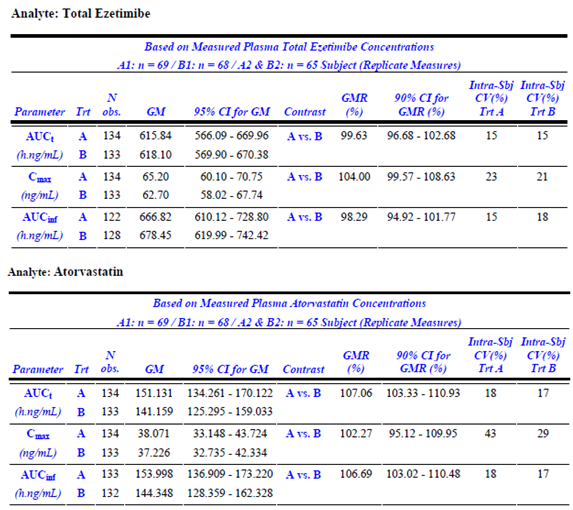 Analyte: Total Ezetimibe
Based on Measured Plasma Total Ezetimibe Concentrations
A1: n = 69 / B1: n = 68 / A2 & B2: n = 65 Subject (Replicate Measures)
Parameter Trt N obs. GM 95% CI for GM Contrast GMR (%) 90% CI for GMR (%) Intra-Sbj CV(%) Trt A Intra-Sbj CV(%) Trt B
AUCt A 134 615.84 566.09 - 669.96 A vs. B 99.63 96.68 - 102.68 15 15
(h.ng/mL) B 133 618.10 569.90 - 670.38
Cmax A 134 65.20 60.10 - 70.75 A vs. B 104.00 99.57 - 108.63 23 21
(ng/mL) B 133 62.70 58.02 - 67.74
AUCinf A 122 666.82 610.12 - 728.80 A vs. B 98.29 94.92 - 101.77 15 18
(h.ng/mL) B 128 678.45 619.99 - 742.42
Analyte: Atorvastatin
Based on Measured Plasma Atorvastatin Concentrations
A1: n = 69 / B1: n = 68 / A2 & B2: n = 65 Subject (Replicate Measures)
Parameter Trt N obs. GM 95% CI for GM Contrast GMR (%) 90% CI for GMR (%) Intra-Sbj CV(%) Trt A Intra-Sbj CV(%) Trt B
AUCt A 134 151.131 134.261 - 170.122 A vs. B 107.06 103.33 - 110.93 18 17
(h.ng/mL) B 133 141.159 125.295 - 159.033
Cmax A 134 38.071 33.148 - 43.724 A vs. B 102.27 95.12 - 109.95 43 29
(ng/mL) B 133 37.226 32.735 - 42.334
AUCinf A 133 153.998 136.909 - 173.220 A vs. B 106.69 103.02 - 110.48 18 17
(h.ng/mL) B 132 144.348 128.359 - 162.328